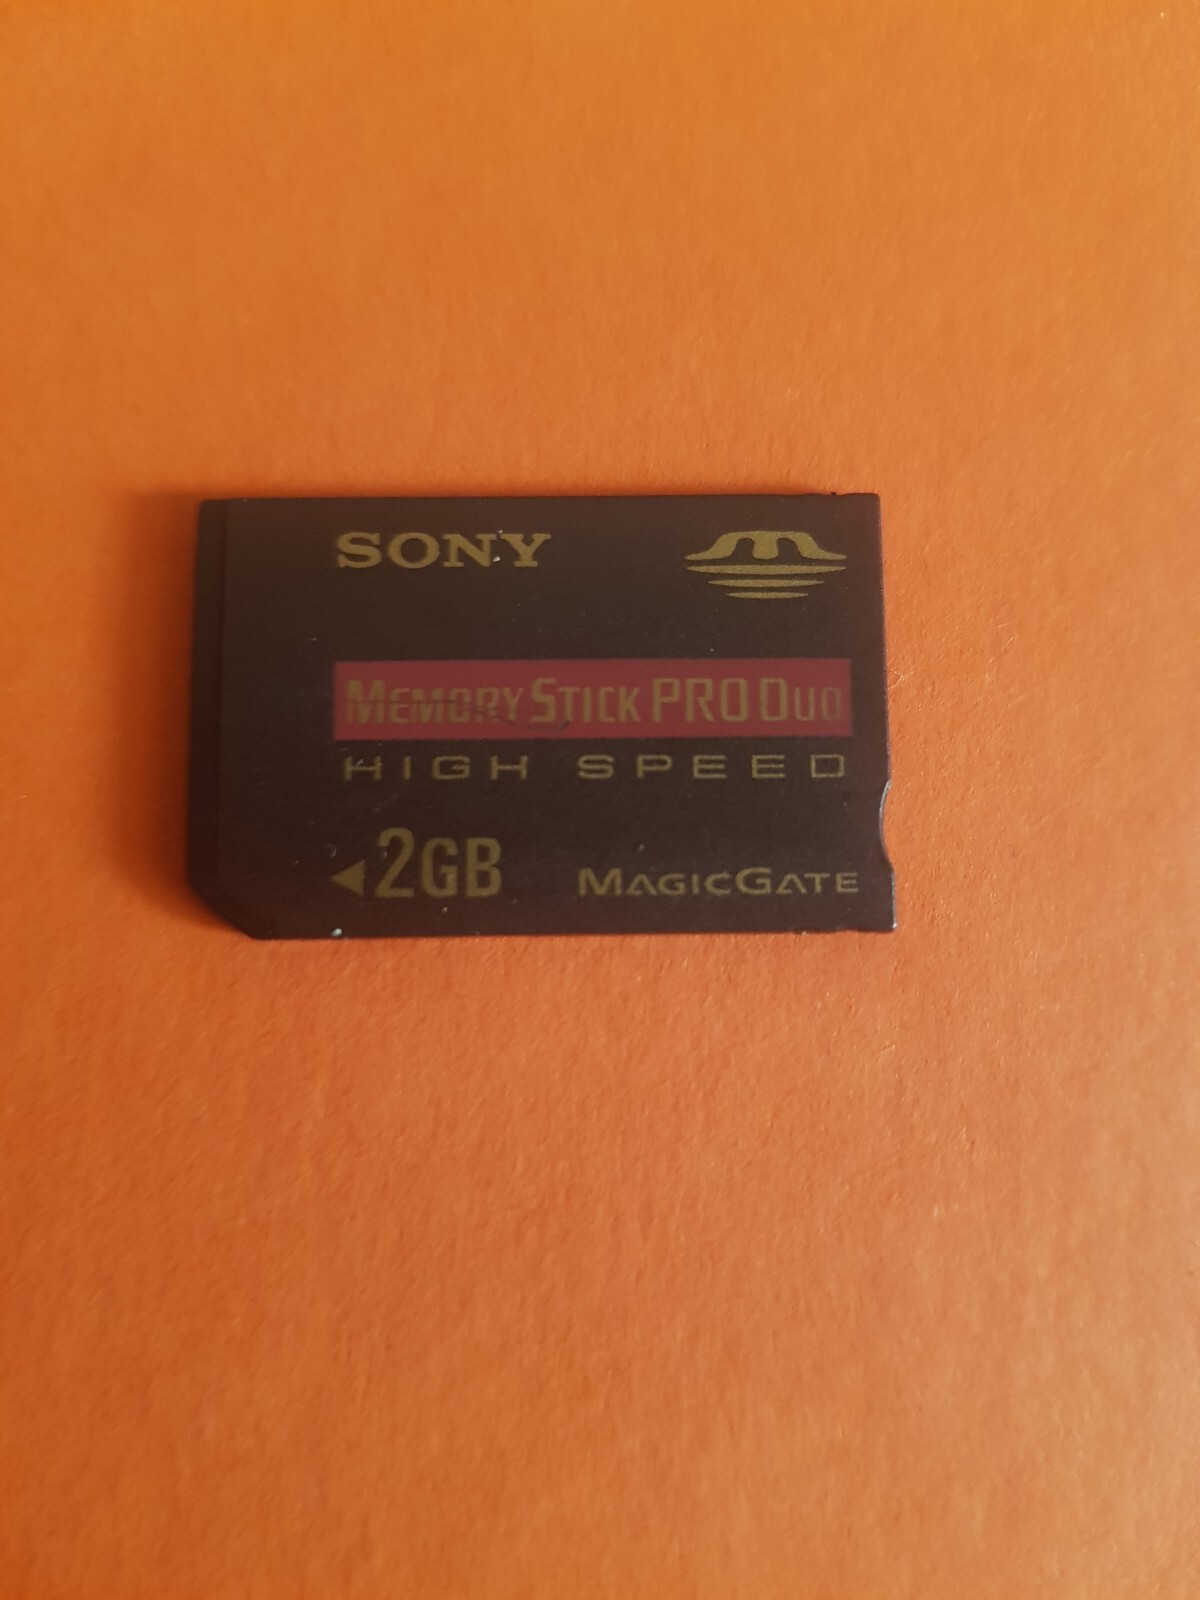 SONY
MEMORY STICK PRO DUO
HIGH SPEED
◄2GB MAGICGATE